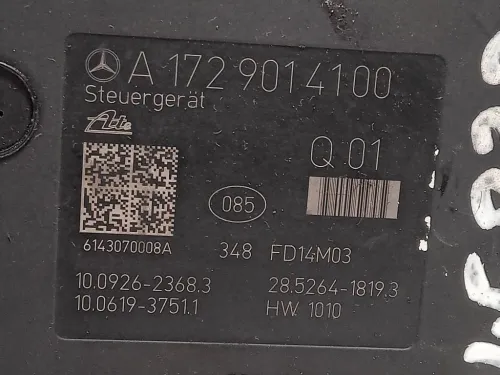 A 172 901 41 00
Steuergerät
Ate
Q 01
085
6143070008A
348 FD14M03
10.0926-2368.3
28.5264-1819.3
10.0619-3751.1
HW 1010